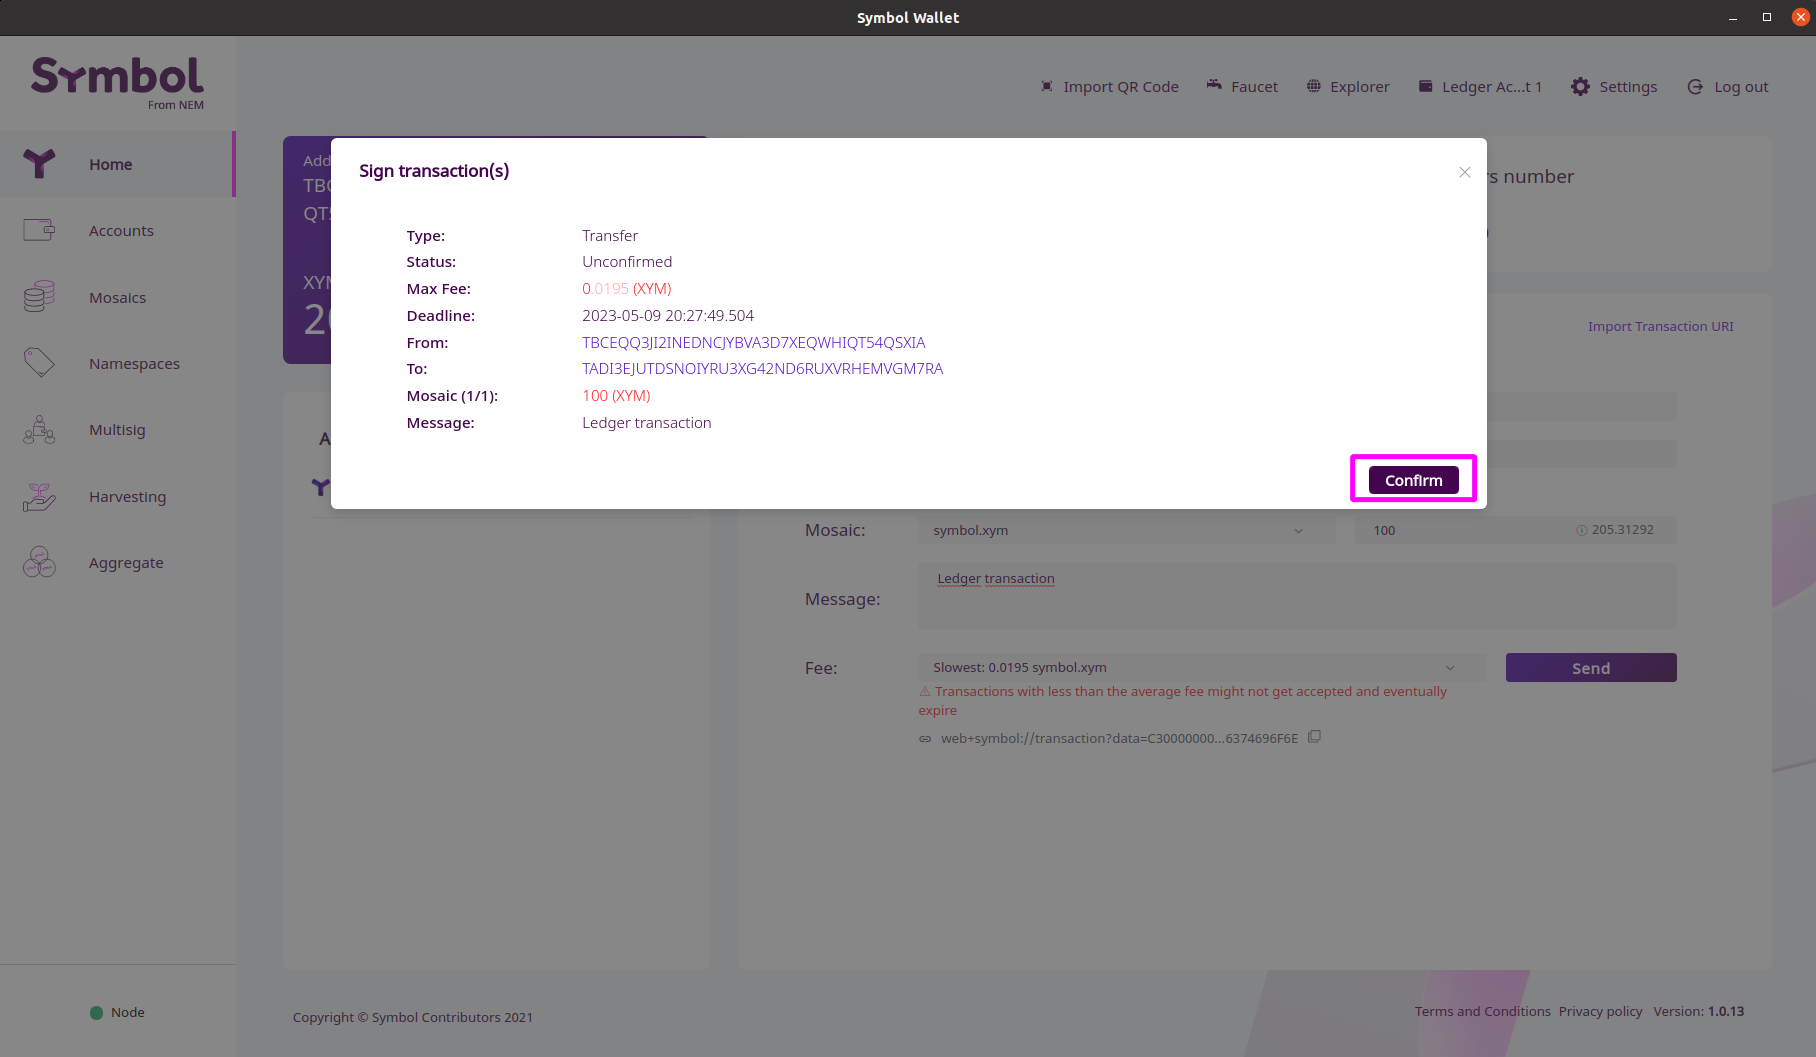 Symbol Wallet
Symbol
From NEM
Import QR Code
Faucet
Explorer
Ledger Ac...t 1
Settings
Log out
Home
Accounts
Mosaics
Namespaces
Multisig
Harvesting
Aggregate
Node
Add
TBC
QT5
XYM
s number
Sign transaction(s)
Type: Transfer
Status: Unconfirmed
Max Fee: 0.0195 (XYM)
Deadline: 2023-05-09 20:27:49.504
From: TBCEQQ3JI2INEDNCJYBVA3D7XEQWHIQT54QSXIA
To: TADI3EJUTDSNOIYRU3XG42ND6RUXVRHEMVGM7RA
Mosaic (1/1): 100 (XYM)
Message: Ledger transaction
Confirm
Import Transaction URI
A
Mosaic: symbol.xym 100 205.31292
Message: Ledger transaction
Fee: Slowest: 0.0195 symbol.xym Send
Transactions with less than the average fee might not get accepted and eventually
expire
web+symbol://transaction?data=C30000000...6374696F6E
Copyright © Symbol Contributors 2021
Terms and Conditions Privacy policy Version: 1.0.13